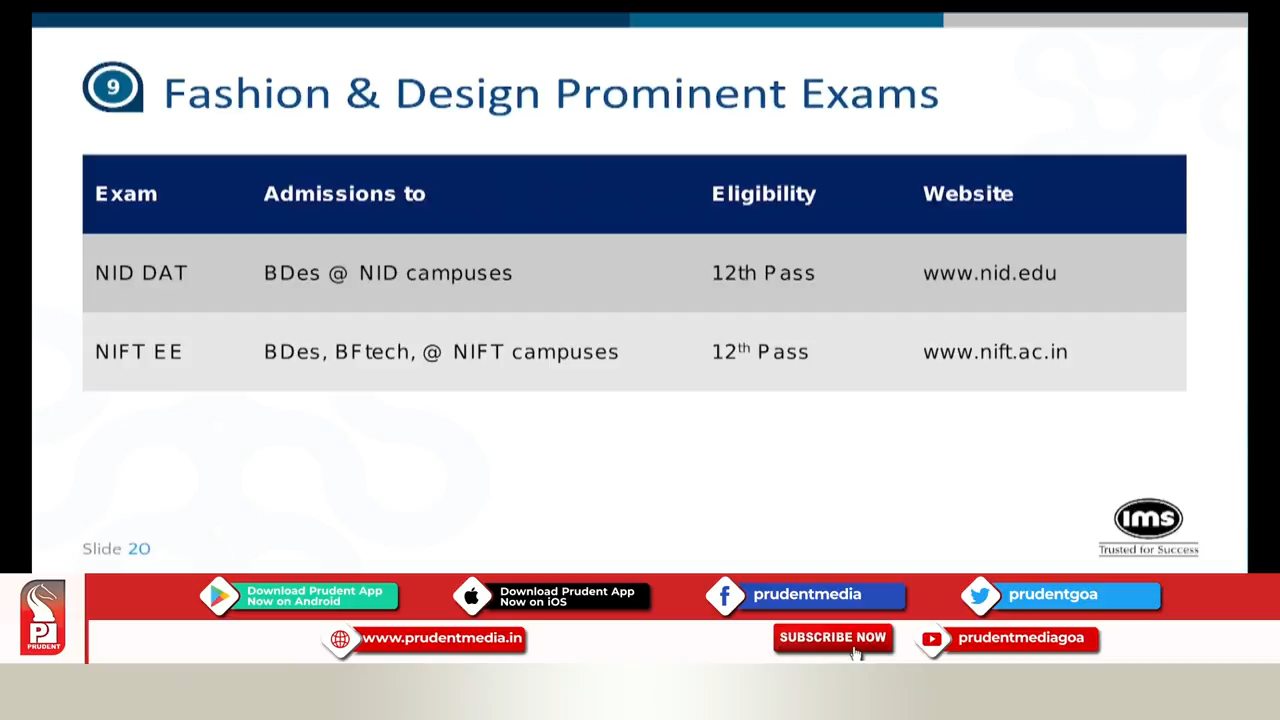 9 Fashion & Design Prominent Exams
Exam Admissions to Eligibility Website
NID DAT BDes @ NID campuses 12th Pass www.nid.edu
NIFT EE BDes, BFtech, @ NIFT campuses 12th Pass www.nift.ac.in
ims
Trusted for Success
Slide 20
Download Prudent App
Now on Android
Download Prudent App
Now on iOS
prudentmedia
prudentgoa
PRUDENT
www.prudentmedia.in
SUBSCRIBE NOW
prudentmediagoa